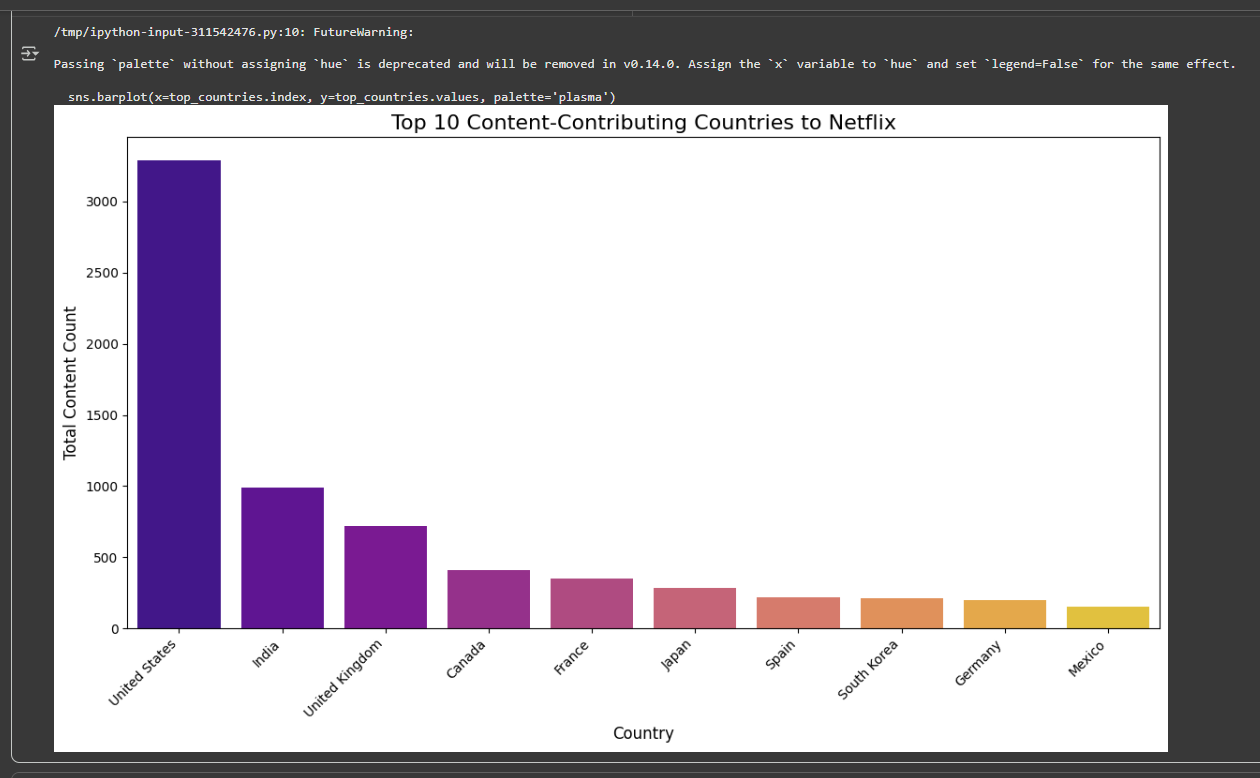 /tmp/ipython-input-311542476.py:10: FutureWarning:
Passing `palette` without assigning `hue` is deprecated and will be removed in v0.14.0. Assign the `x` variable to `hue` and set `legend=False` for the same effect.
sns.barplot(x=top_countries.index, y=top_countries.values, palette='plasma')
Top 10 Content-Contributing Countries to Netflix
Total Content Count
3000
2500
2000
1500
1000
500
0
United States
India
United Kingdom
Canada
France
Japan
Spain
South Korea
Germany
Mexico
Country